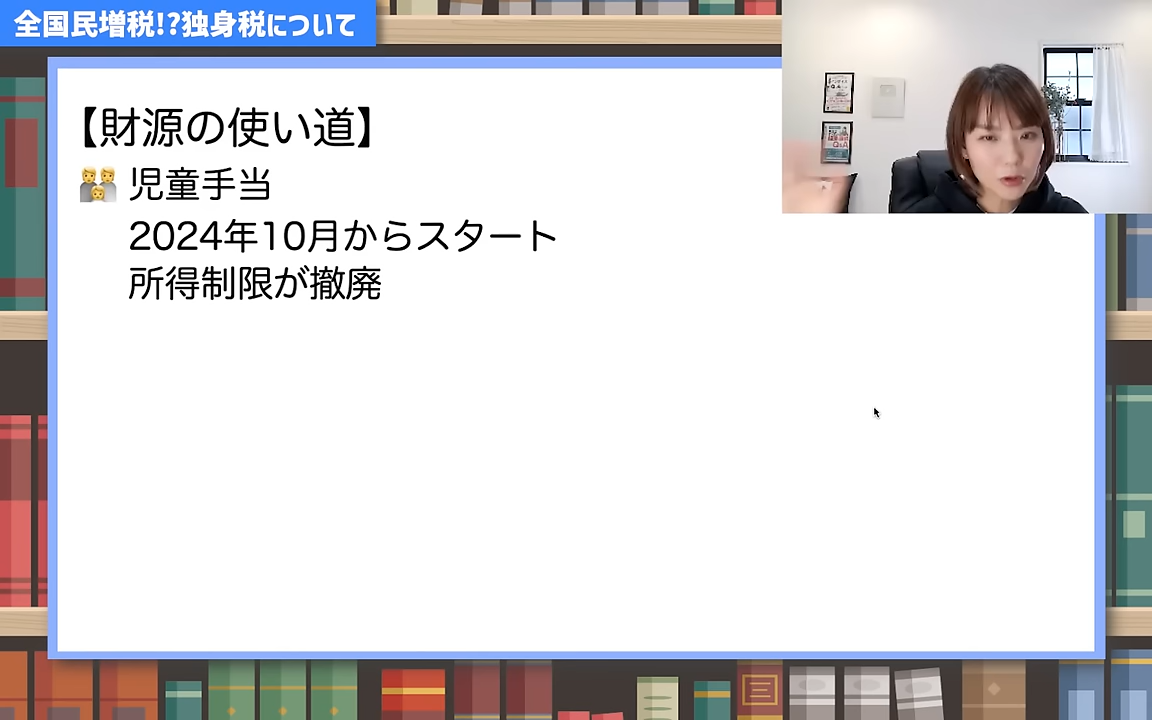 全国民増税!?独身税について
【財源の使い道】
児童手当
2024年10月からスタート
所得制限が撤廃
Q&A